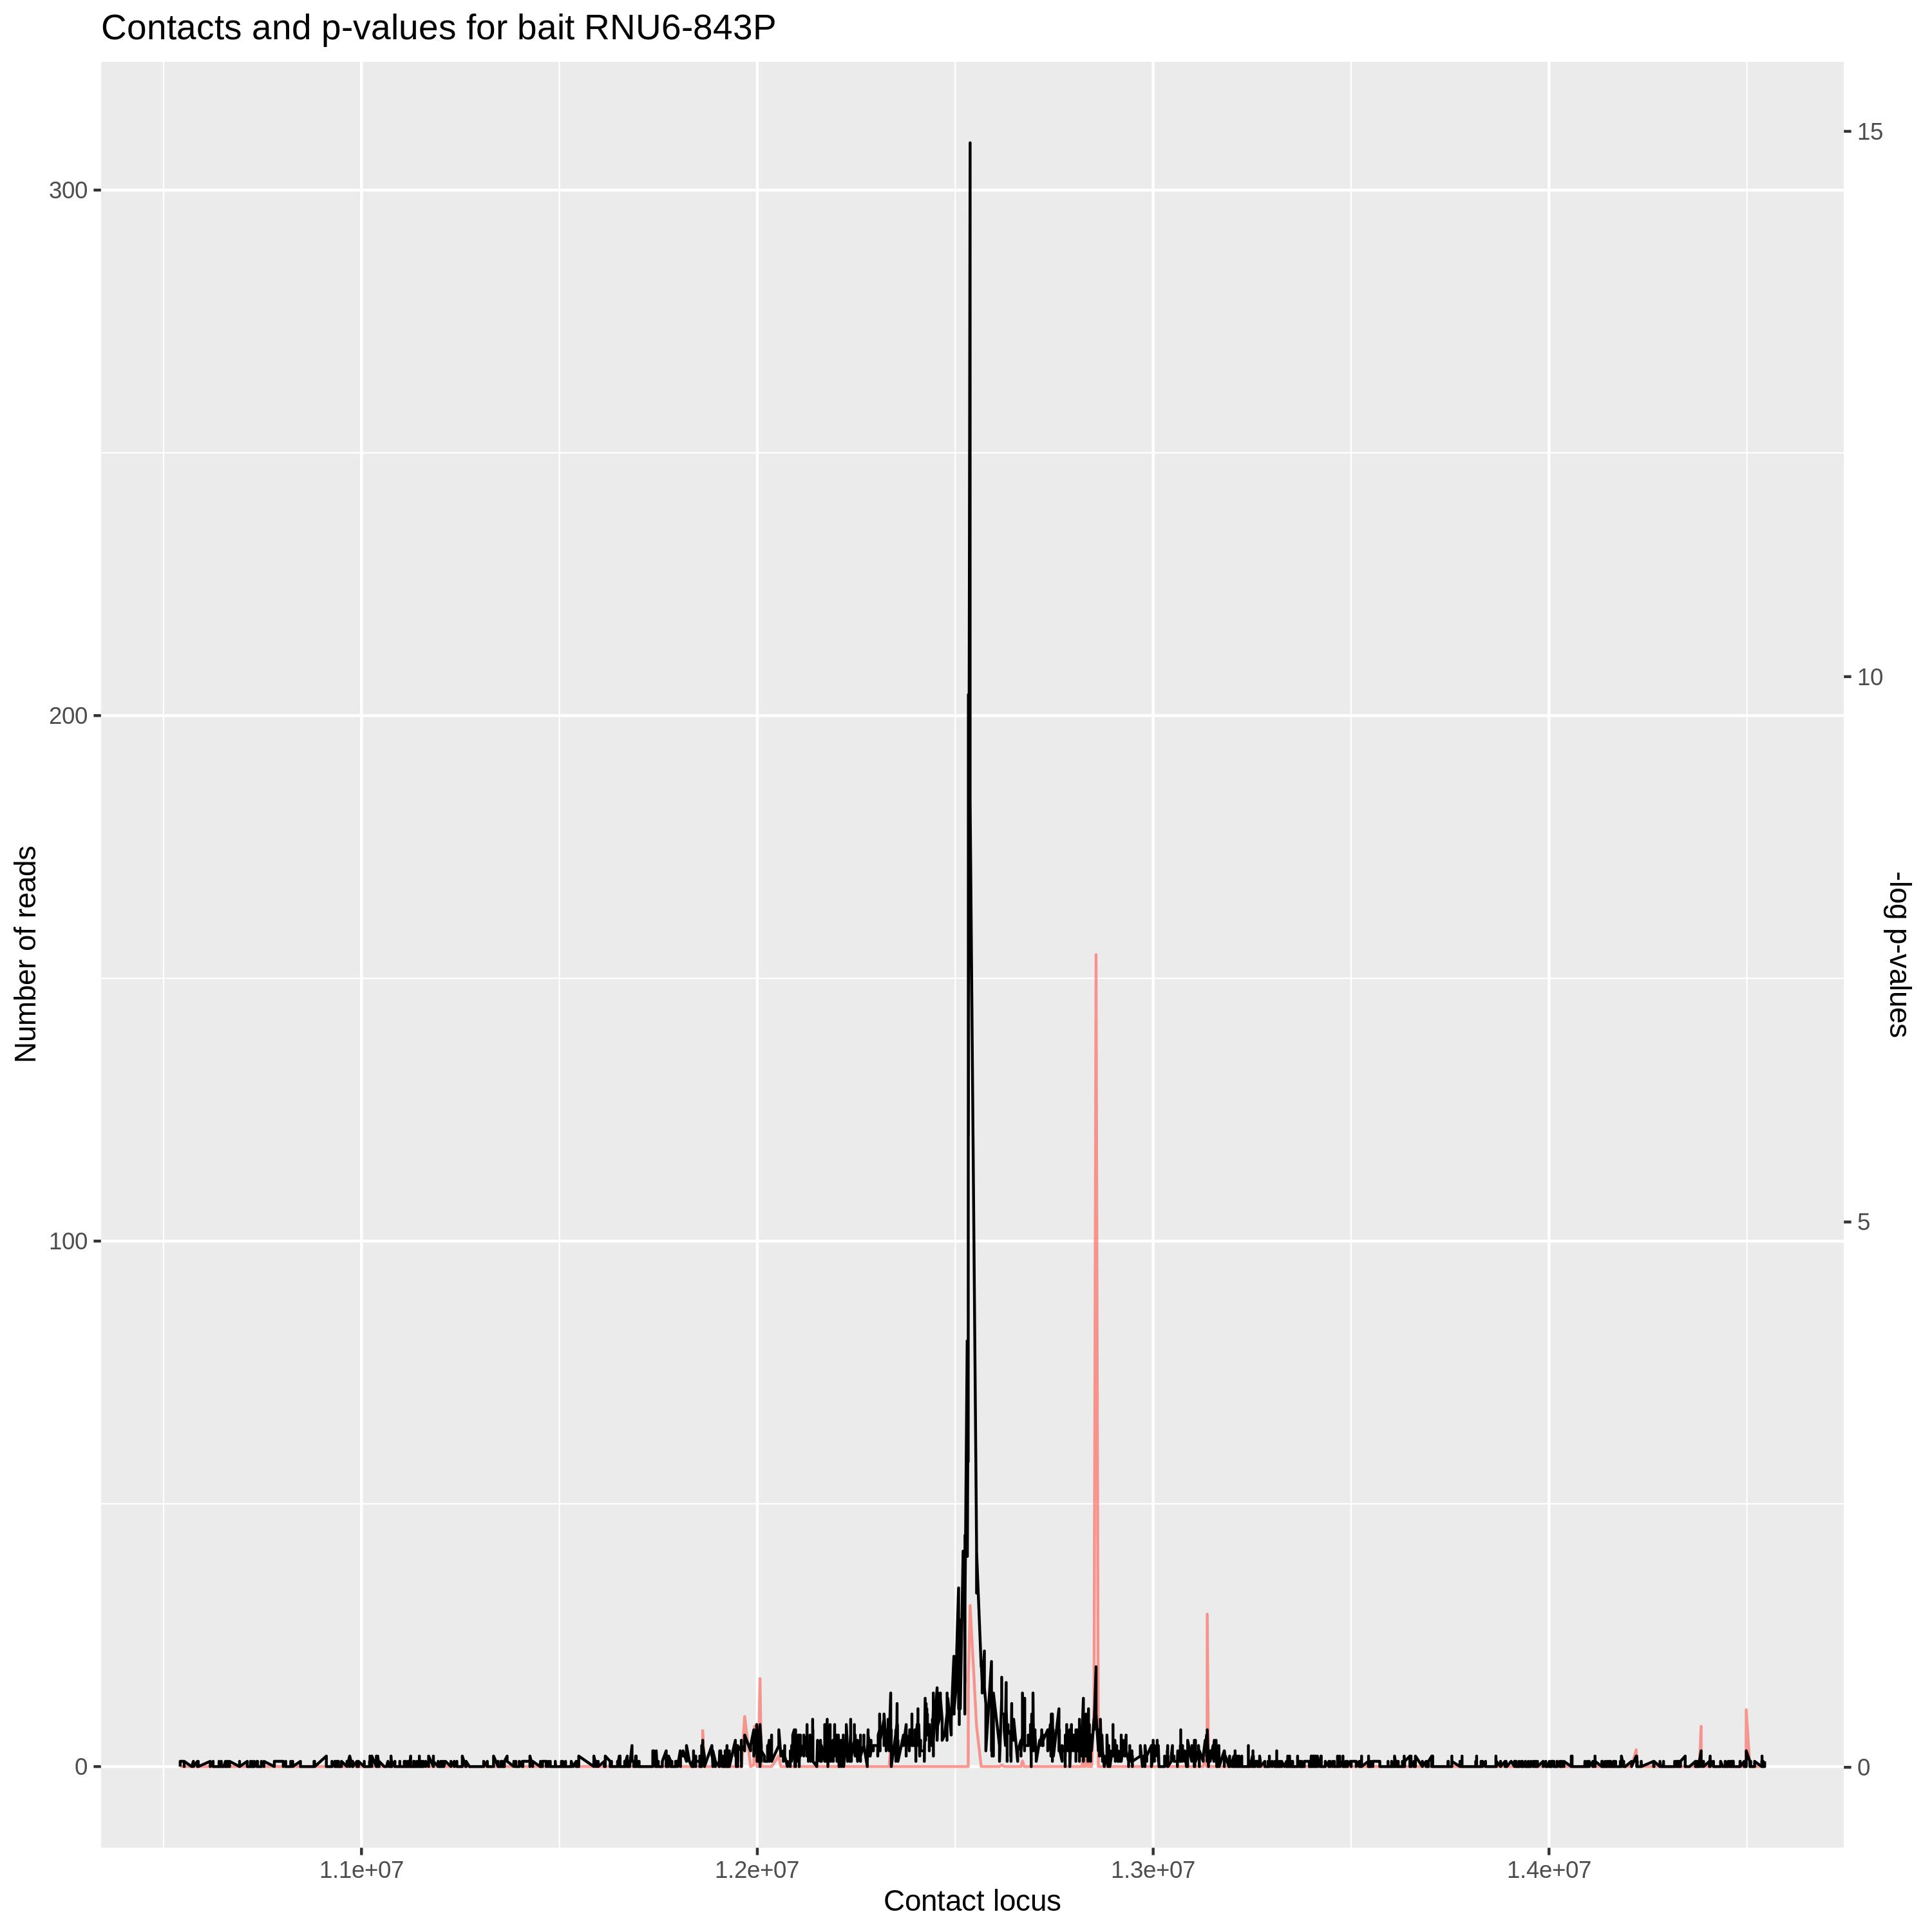 Contacts and p-values for bait RNU6-843P
300
200
100
0
Number of reads
15
10
5
0
-log p-values
1.1e+07
1.2e+07
1.3e+07
1.4e+07
Contact locus